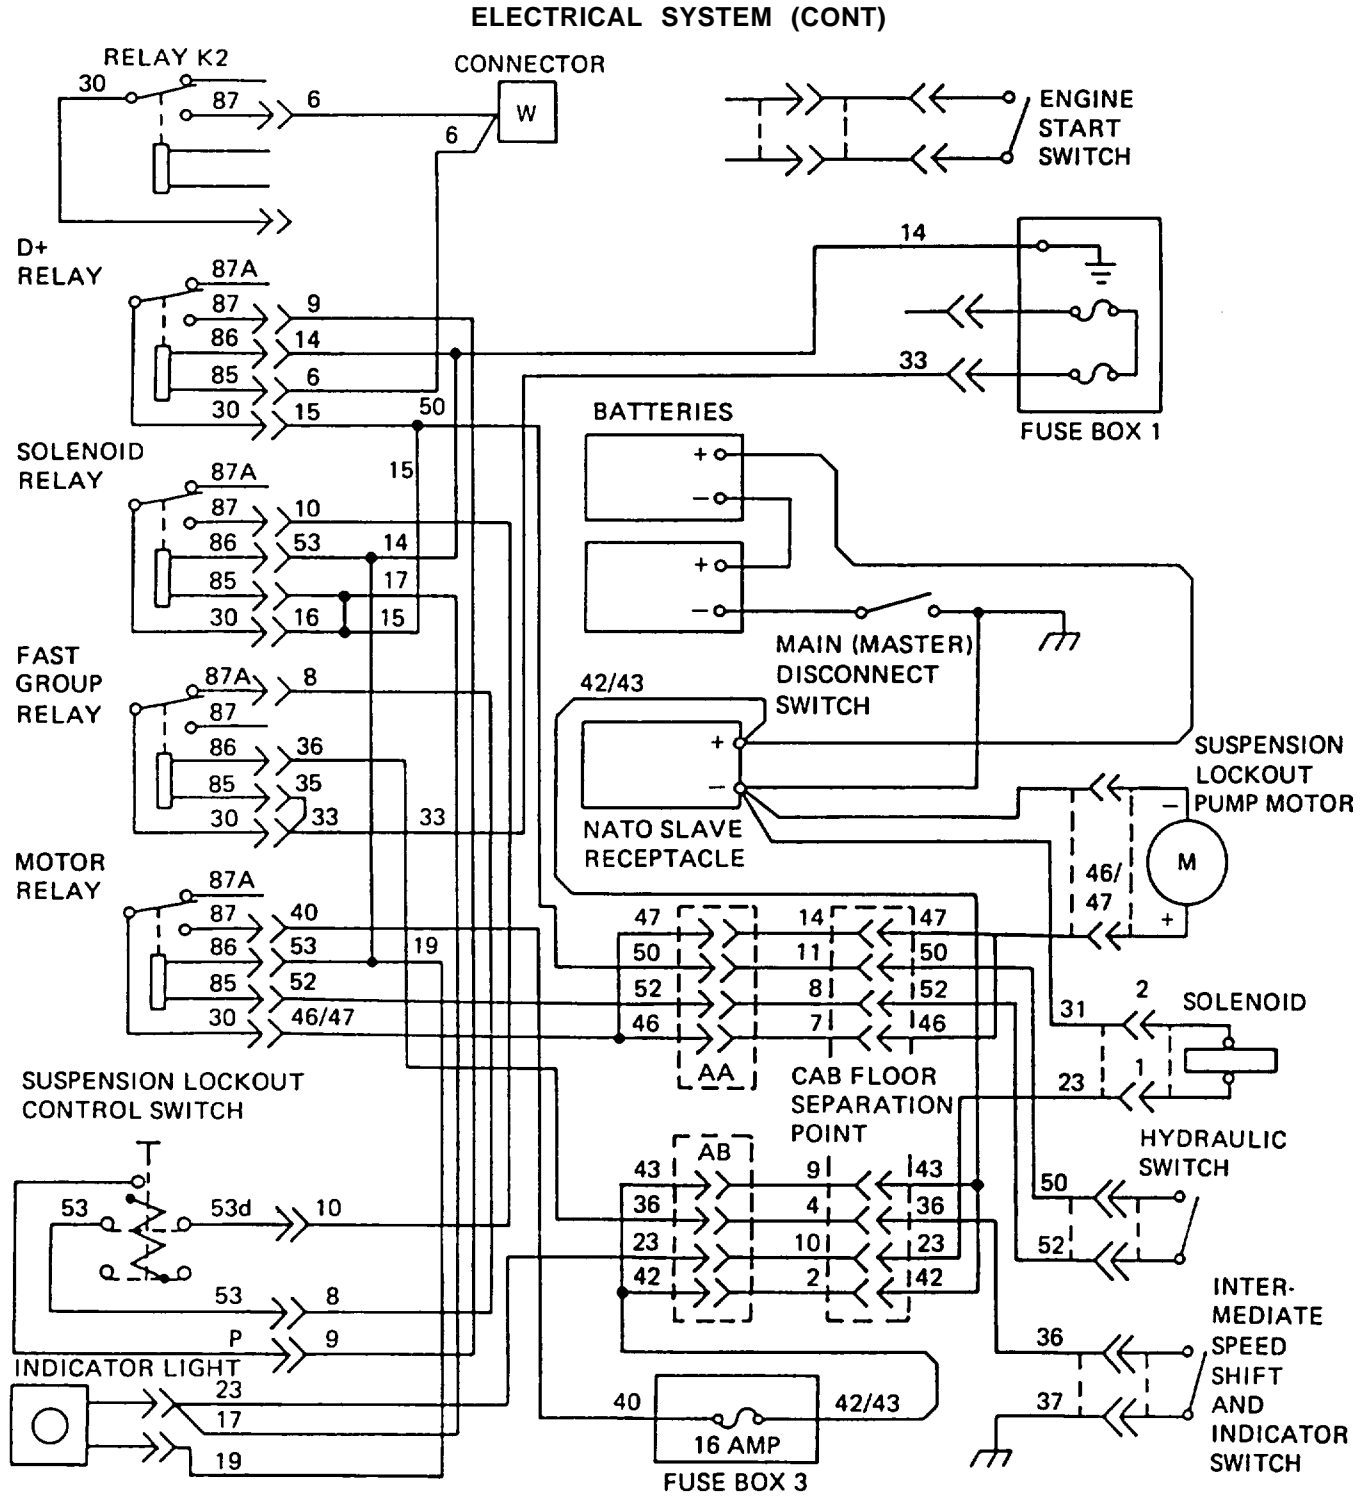 ELECTRICAL SYSTEM (CONT)
RELAY K2
30
87
6
6
CONNECTOR
W
ENGINE
START
SWITCH
D+
RELAY
87A
87
9
86
14
85
6
30
15
50
15
14
33
FUSE BOX 1
SOLENOID
RELAY
87A
87
10
86
53
14
85
17
30
16
15
BATTERIES
+
−
+
−
MAIN (MASTER)
DISCONNECT
SWITCH
FAST
GROUP
RELAY
87A
8
87
86
36
85
35
30
33
33
42/43
+
−
NATO SLAVE
RECEPTACLE
SUSPENSION
LOCKOUT
PUMP MOTOR
−
M
+
46/
47
MOTOR
RELAY
87A
87
40
86
53
19
85
52
30
46/47
47
14
47
50
11
50
52
8
52
46
7
46
AA
CAB FLOOR
SEPARATION
POINT
31
2
SOLENOID
23
1
SUSPENSION LOCKOUT
CONTROL SWITCH
53
53d
10
53
8
P
9
AB
43
9
43
36
4
36
23
10
23
42
2
42
HYDRAULIC
SWITCH
50
52
INTER-
MEDIATE
SPEED
SHIFT
AND
INDICATOR
SWITCH
36
37
INDICATOR LIGHT
23
17
19
40
42/43
16 AMP
FUSE BOX 3